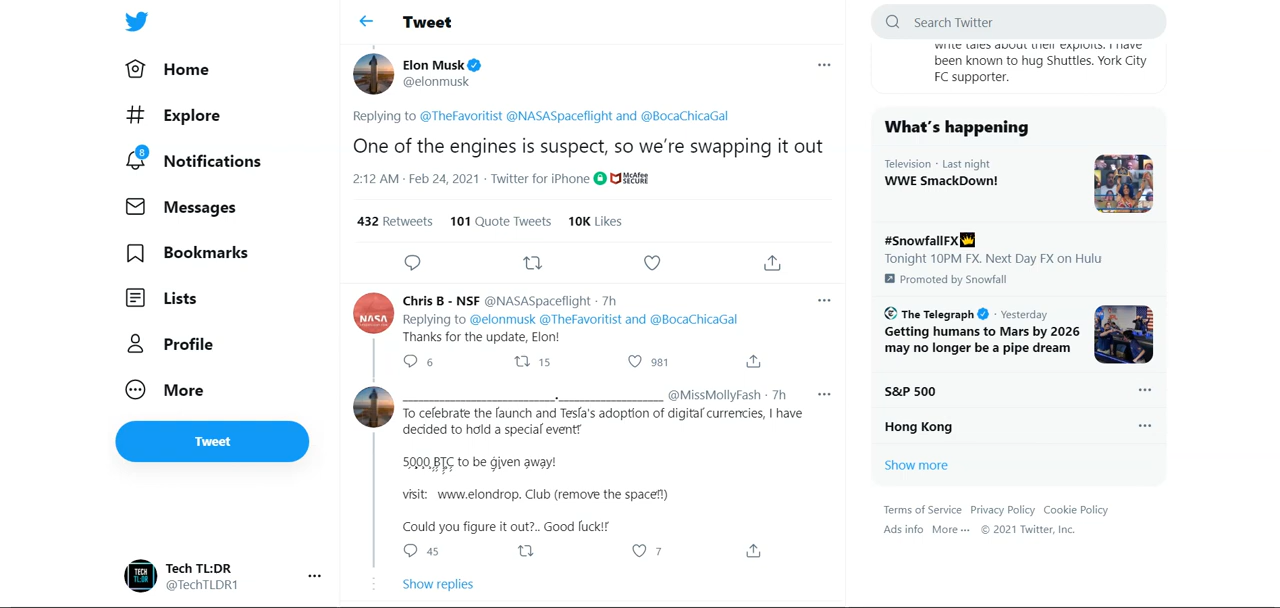 Tweet
Search Twitter
Home
Explore
8
Notifications
Messages
Bookmarks
Lists
Profile
More
Tweet
Tech TL:DR
@TechTLDR1
Elon Musk
@elonmusk
Replying to @TheFavoritist @NASASpaceflight and @BocaChicaGal
One of the engines is suspect, so we're swapping it out
2:12 AM · Feb 24, 2021 · Twitter for iPhone McAfee SECURE
432 Retweets 101 Quote Tweets 10K Likes
Chris B - NSF @NASASpaceflight · 7h
Replying to @elonmusk @TheFavoritist and @BocaChicaGal
Thanks for the update, Elon!
6 15 981
@MissMollyFash · 7h
To celebrate the launch and Tesla's adoption of digital currencies, I have
decided to hold a special event!
5000 BTC to be given away!
visit: www.elondrop. Club (remove the space!!)
Could you figure it out?.. Good luck!!
45 7
Show replies
write tales about their exploits. I have
been known to hug Shuttles. York City
FC supporter.
What's happening
Television · Last night
WWE SmackDown!
#SnowfallFX
Tonight 10PM FX. Next Day FX on Hulu
Promoted by Snowfall
The Telegraph · Yesterday
Getting humans to Mars by 2026
may no longer be a pipe dream
S&P 500
Hong Kong
Show more
Terms of Service Privacy Policy Cookie Policy
Ads info More ··· © 2021 Twitter, Inc.